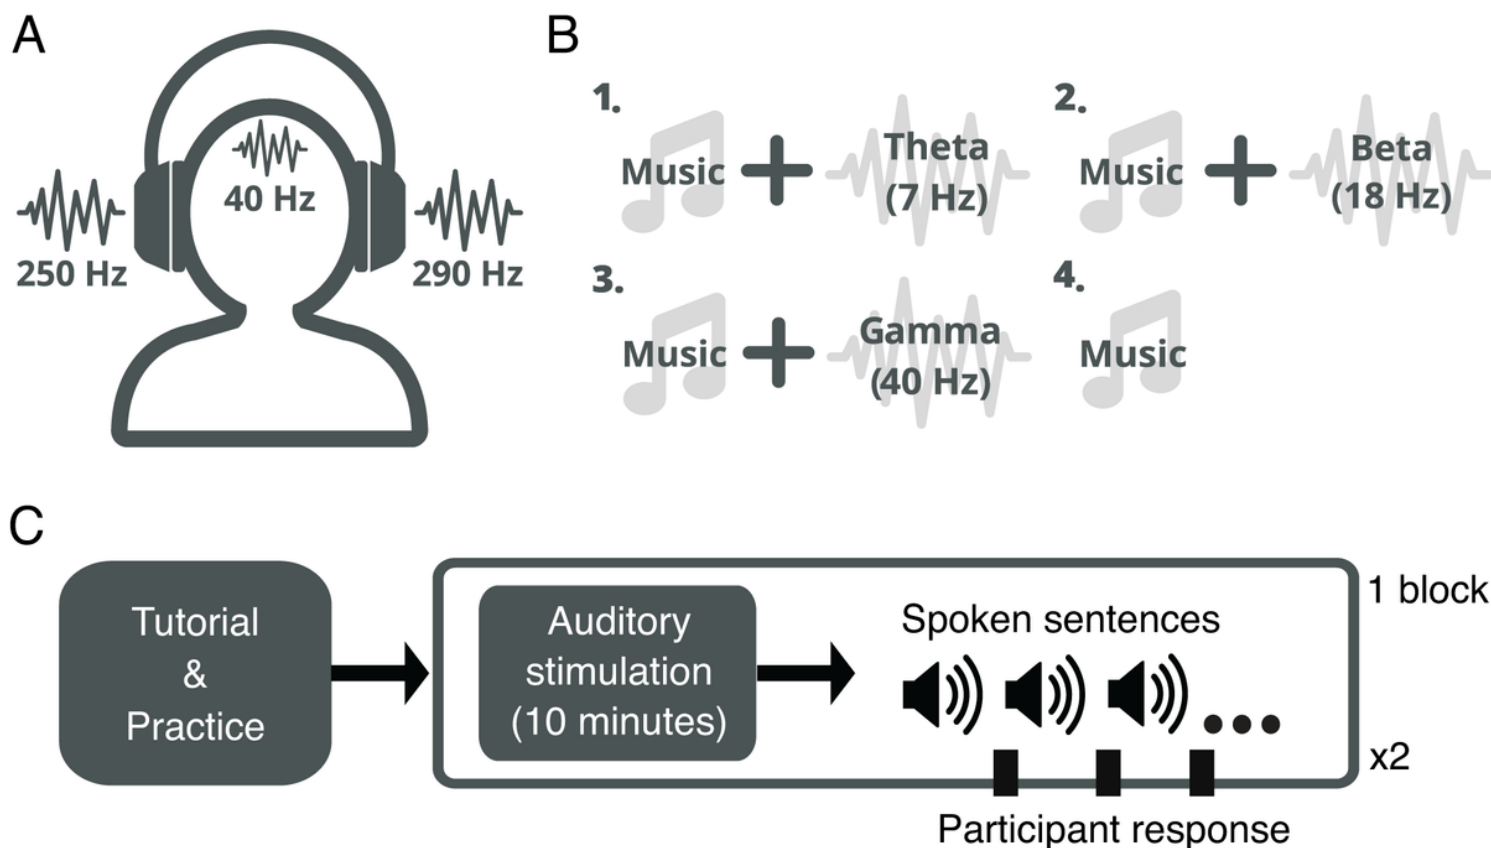 A
40 Hz
250 Hz
290 Hz
B
1.
Music
Theta
(7 Hz)
2.
Music
Beta
(18 Hz)
3.
Music
Gamma
(40 Hz)
4.
Music
C
Tutorial
&
Practice
Auditory
stimulation
(10 minutes)
Spoken sentences
1 block
x2
Participant response